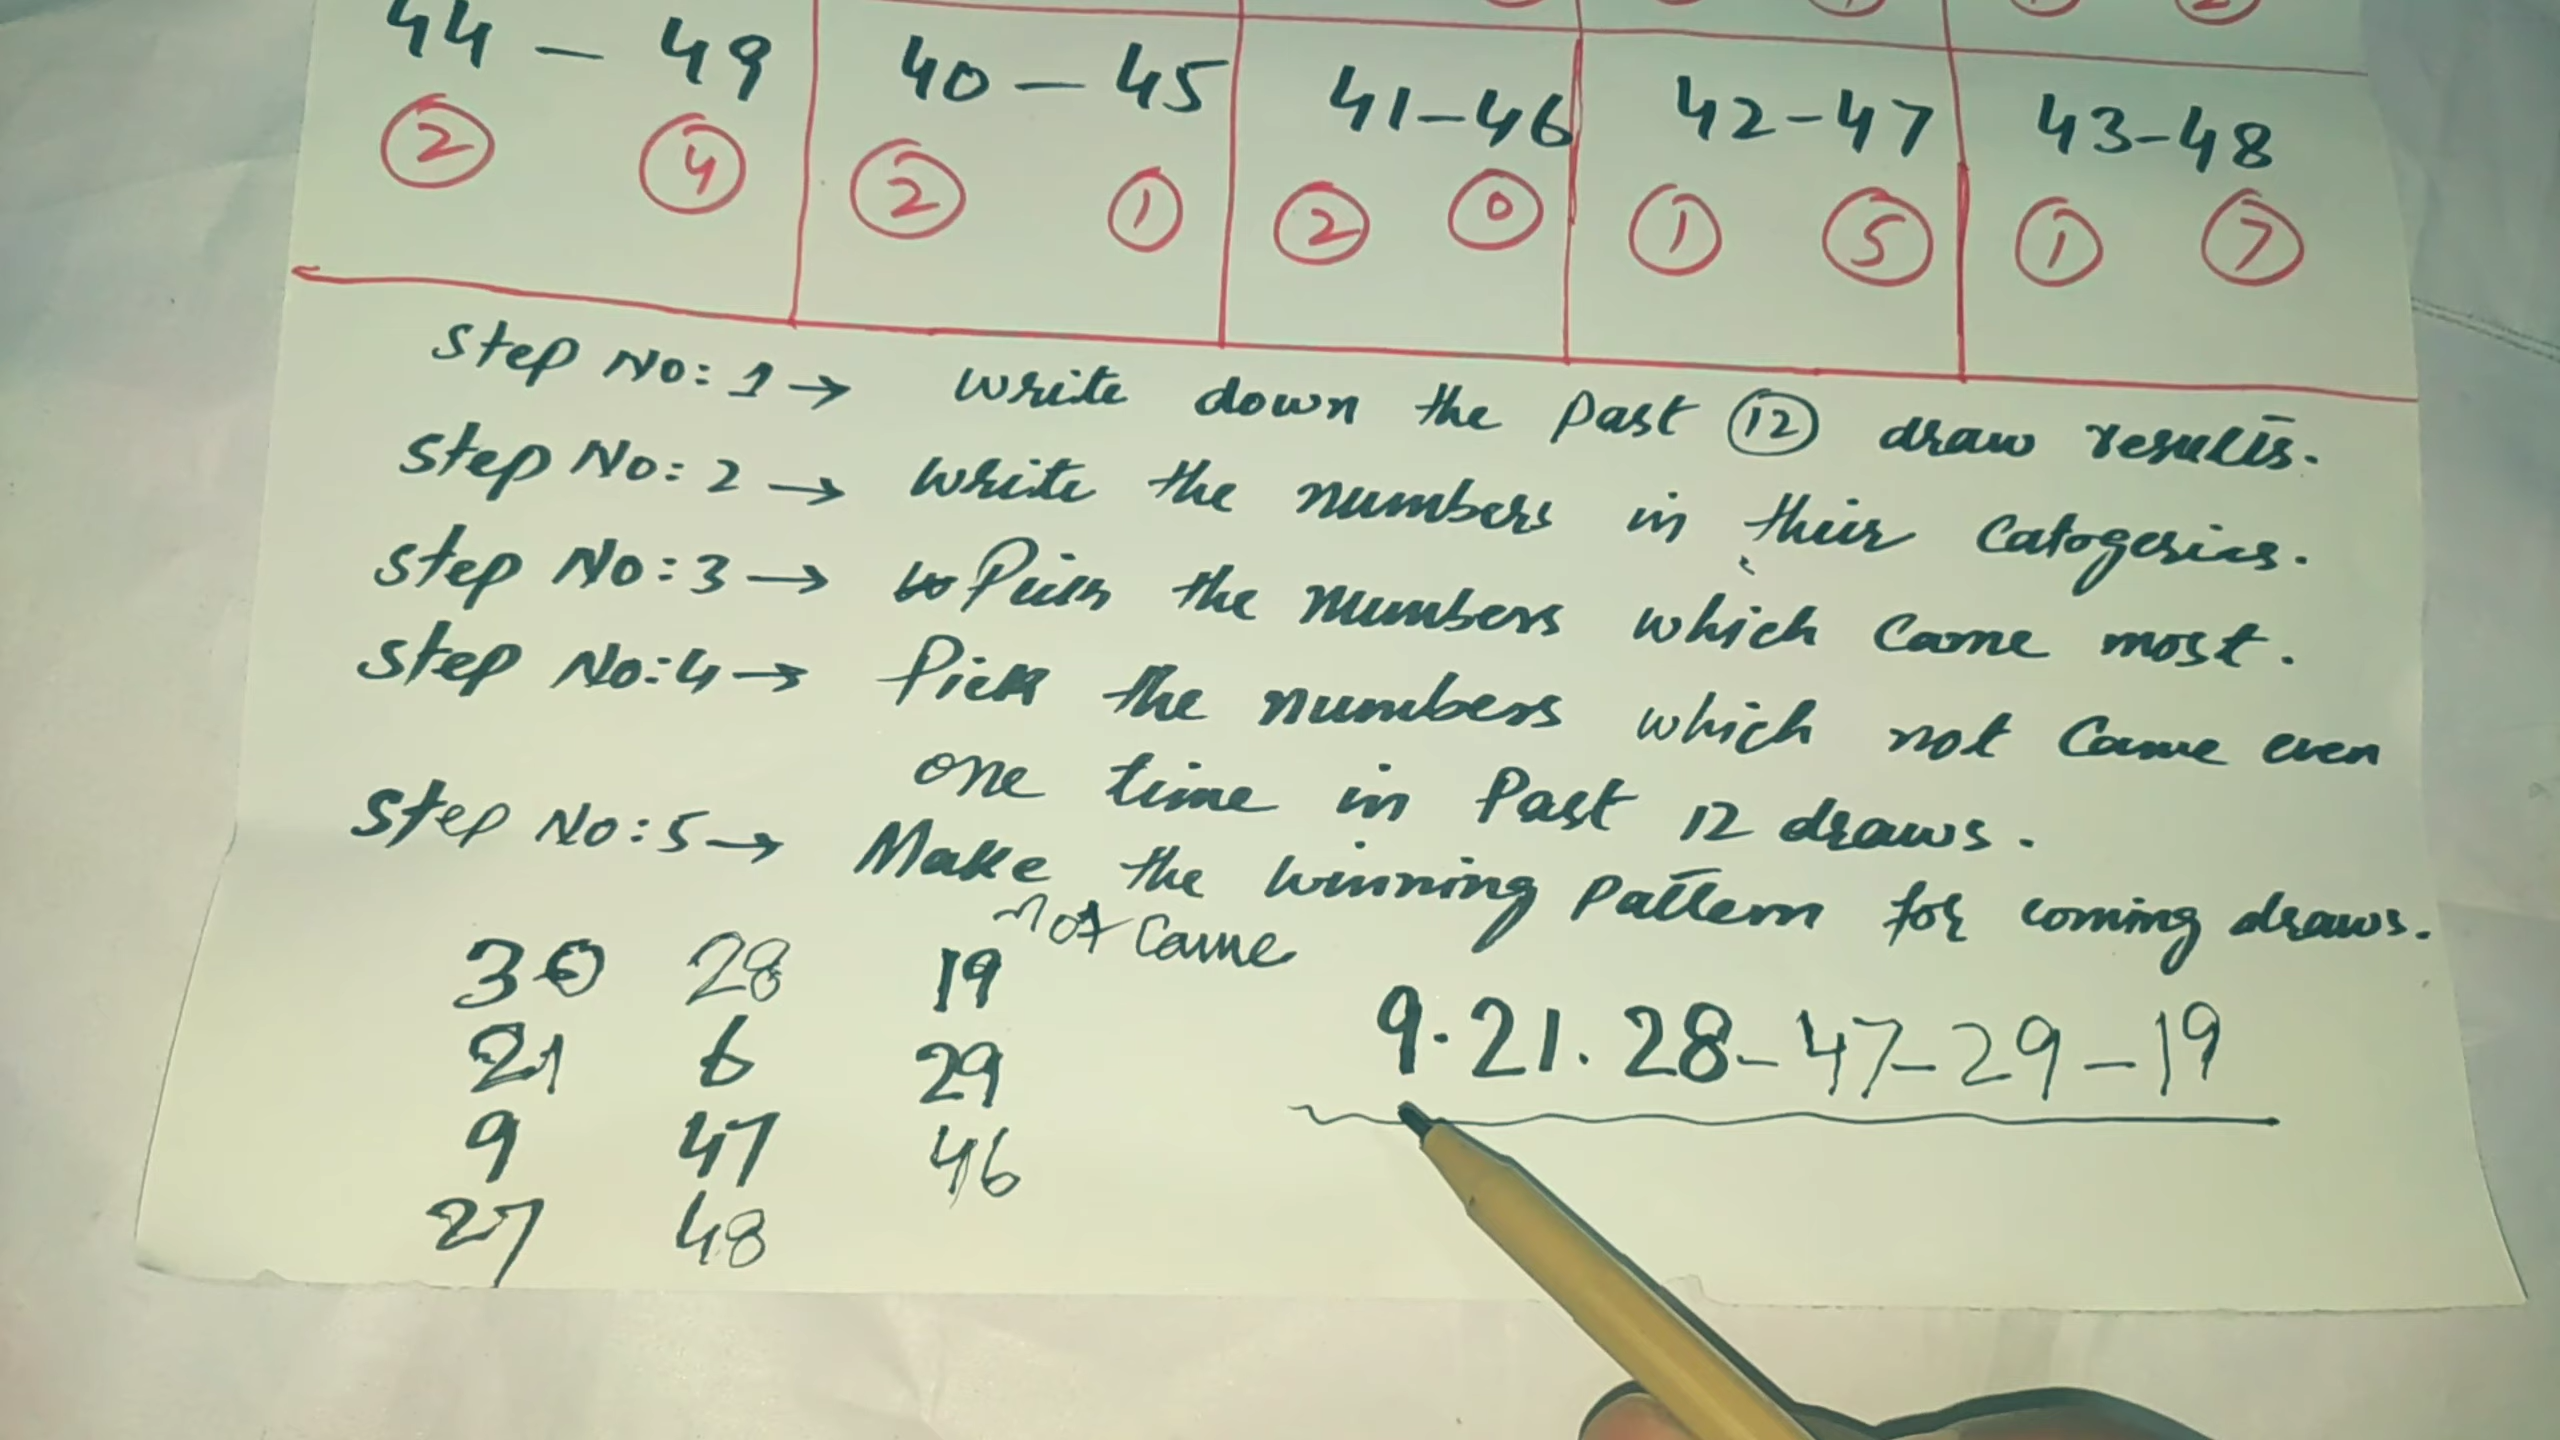 44 - 49 40 - 45 41-46 42-47 43-48
2 4 2 1 2 0 1 5 1 7
Step No: 1 → write down the Past 12 draw results.
Step No: 2 → write the numbers in their Catogeries.
Step No: 3 → Pick the numbers which Came most.
Step No: 4 → Pick the numbers which not Came even
one time in Past 12 draws.
Step No: 5 → Make the winning Pattern for coming draws.
Not Came
30 28 19
21 6 29
9 47 46
27 48
9. 21. 28 - 47 - 29 - 19